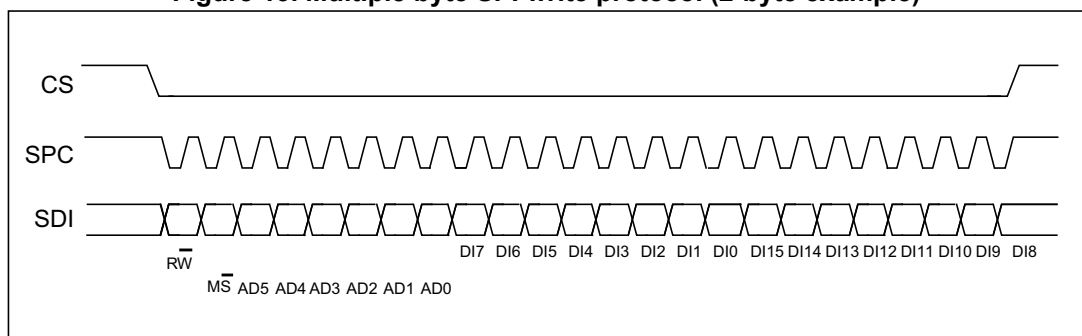 Figure 10. Multiple byte SPI write protocol (2-byte example)
CS
SPC
SDI
RW DI7 DI6 DI5 DI4 DI3 DI2 DI1 DI0 DI15 DI14 DI13 DI12 DI11 DI10 DI9 DI8
MS AD5 AD4 AD3 AD2 AD1 AD0